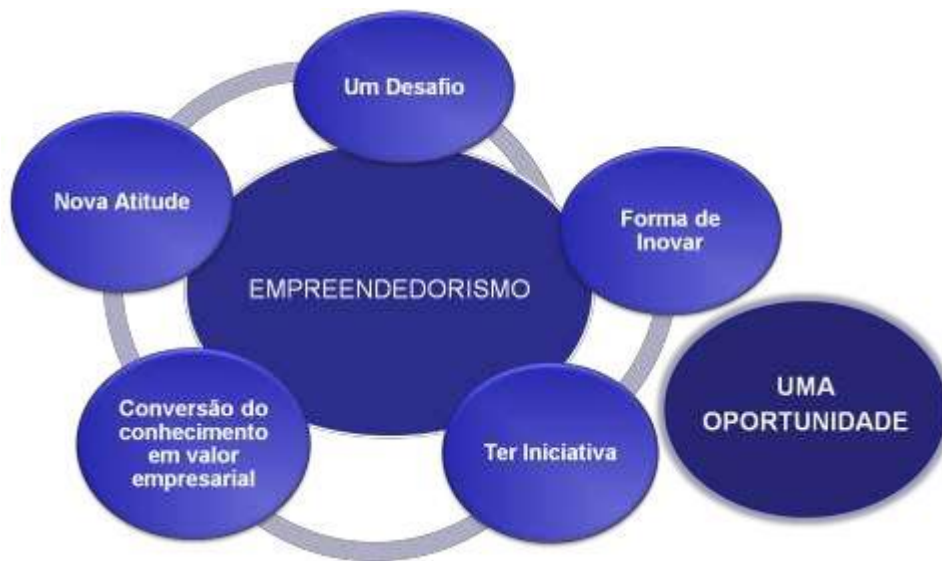 Um Desafio
Nova Atitude
Forma de
Inovar
EMPREENDEDORISMO
UMA
OPORTUNIDADE
Conversão do
conhecimento
em valor
empresarial
Ter Iniciativa